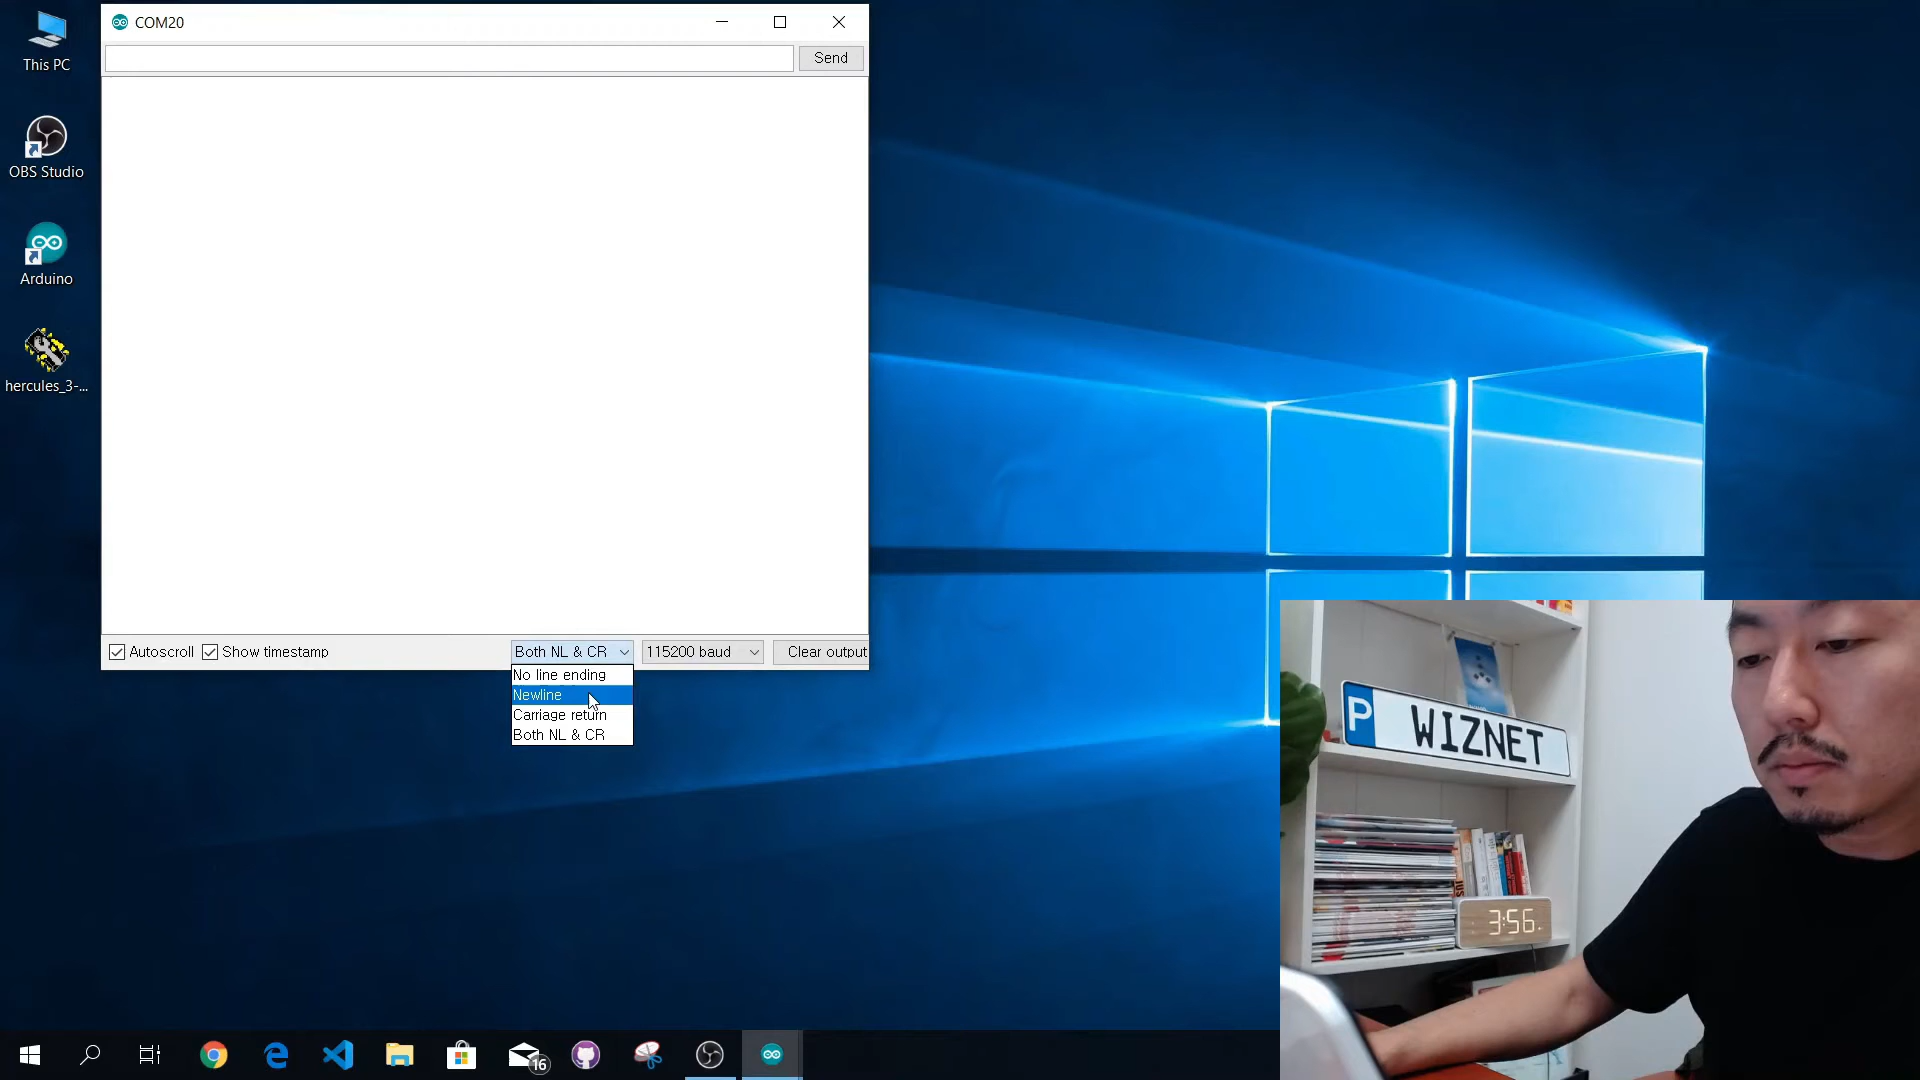 This PC
OBS Studio
Arduino
hercules_3-...
COM20
Send
Autoscroll
Show timestamp
Both NL & CR
115200 baud
Clear output
No line ending
Newline
Carriage return
Both NL & CR
P WIZNET
3:56
16